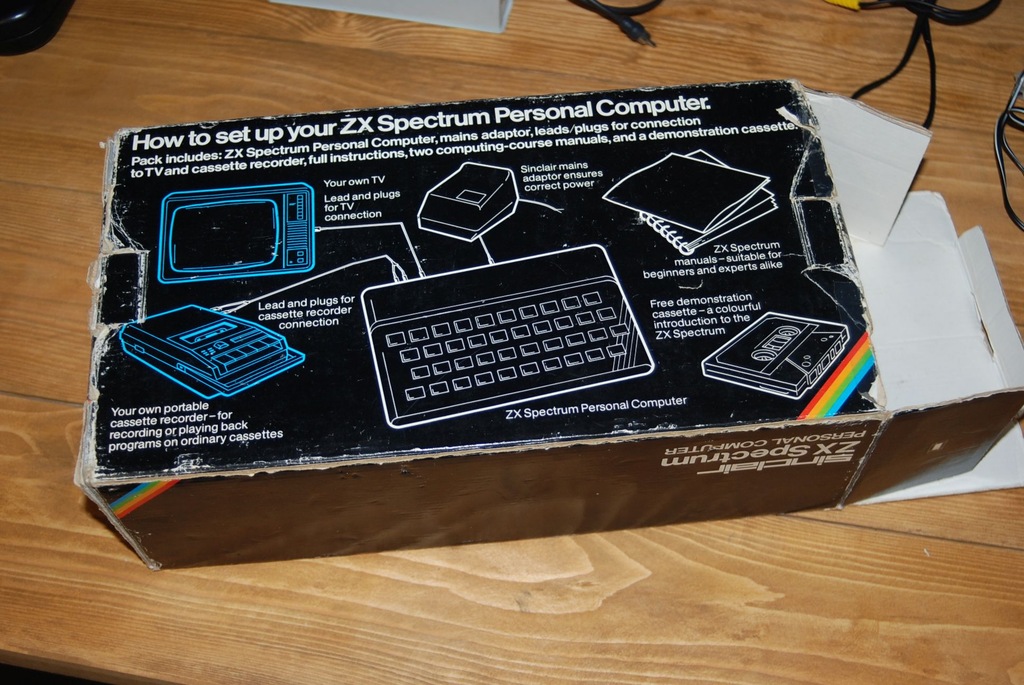 How to set up your ZX Spectrum Personal Computer.
Pack includes: ZX Spectrum Personal Computer, mains adaptor, leads/plugs for connection
to TV and cassette recorder, full instructions, two computing-course manuals, and a demonstration cassette.
Your own TV
Lead and plugs
for TV
connection
Sinclair mains
adaptor ensures
correct power
ZX Spectrum
manuals – suitable for
beginners and experts alike
Lead and plugs for
cassette recorder
connection
Free demonstration
cassette – a colourful
introduction to the
ZX Spectrum
Your own portable
cassette recorder – for
recording or playing back
programs on ordinary cassettes
ZX Spectrum Personal Computer
sinclair
ZX Spectrum
PERSONAL COMPUTER